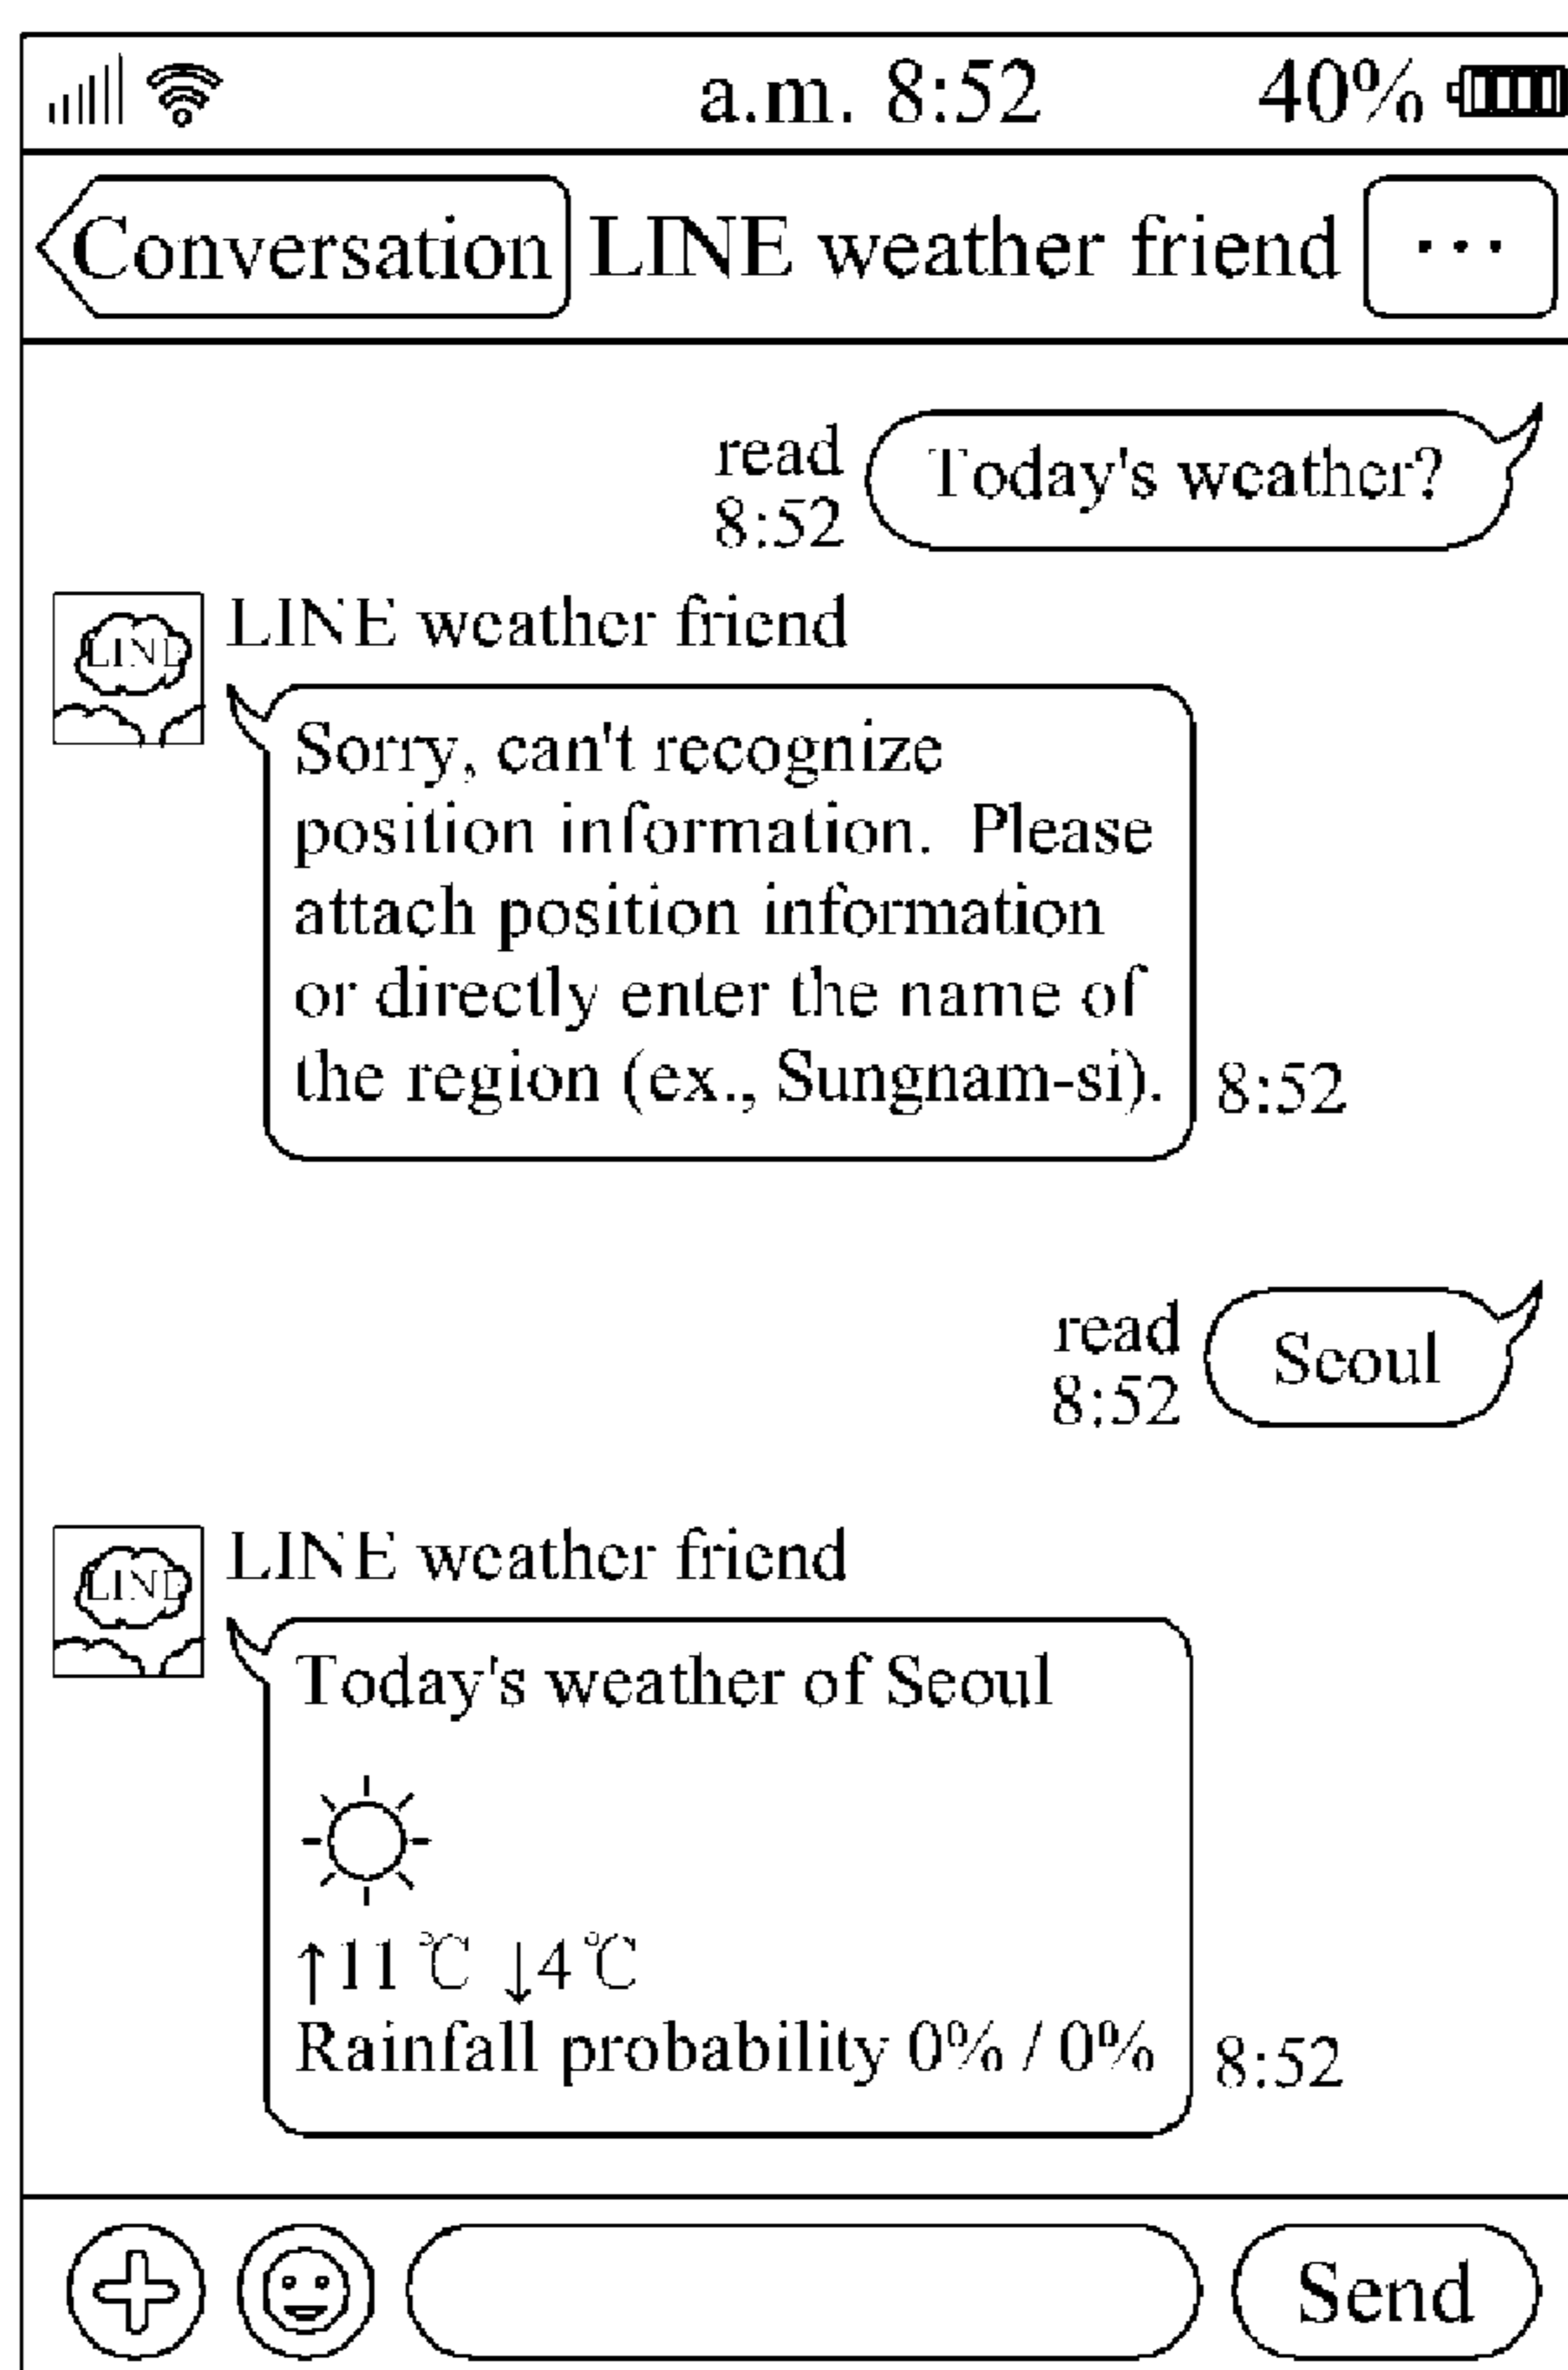 a.m. 8:52 40%
Conversation LINE weather friend ...
read
8:52
Today's weather?
LINE
LINE weather friend
Sorry, can't recognize
position information. Please
attach position information
or directly enter the name of
the region (ex., Sungnam-si).
8:52
read
8:52
Seoul
LINE
LINE weather friend
Today's weather of Seoul
↑11℃ ↓4℃
Rainfall probability 0% / 0%
8:52
Send